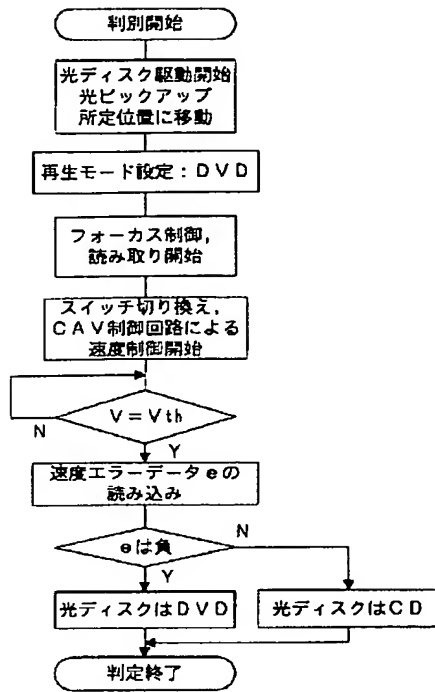 判別開始
光ディスク駆動開始
光ピックアップ
所定位置に移動
再生モード設定：ＤＶＤ
フォーカス制御，
読み取り開始
スイッチ切り換え，
ＣＡＶ制御回路による
速度制御開始
Ｖ＝Ｖｔｈ
N
Y
速度エラーデータｅの
読み込み
ｅは負
N
Y
光ディスクはＤＶＤ
光ディスクはＣＤ
判定終了